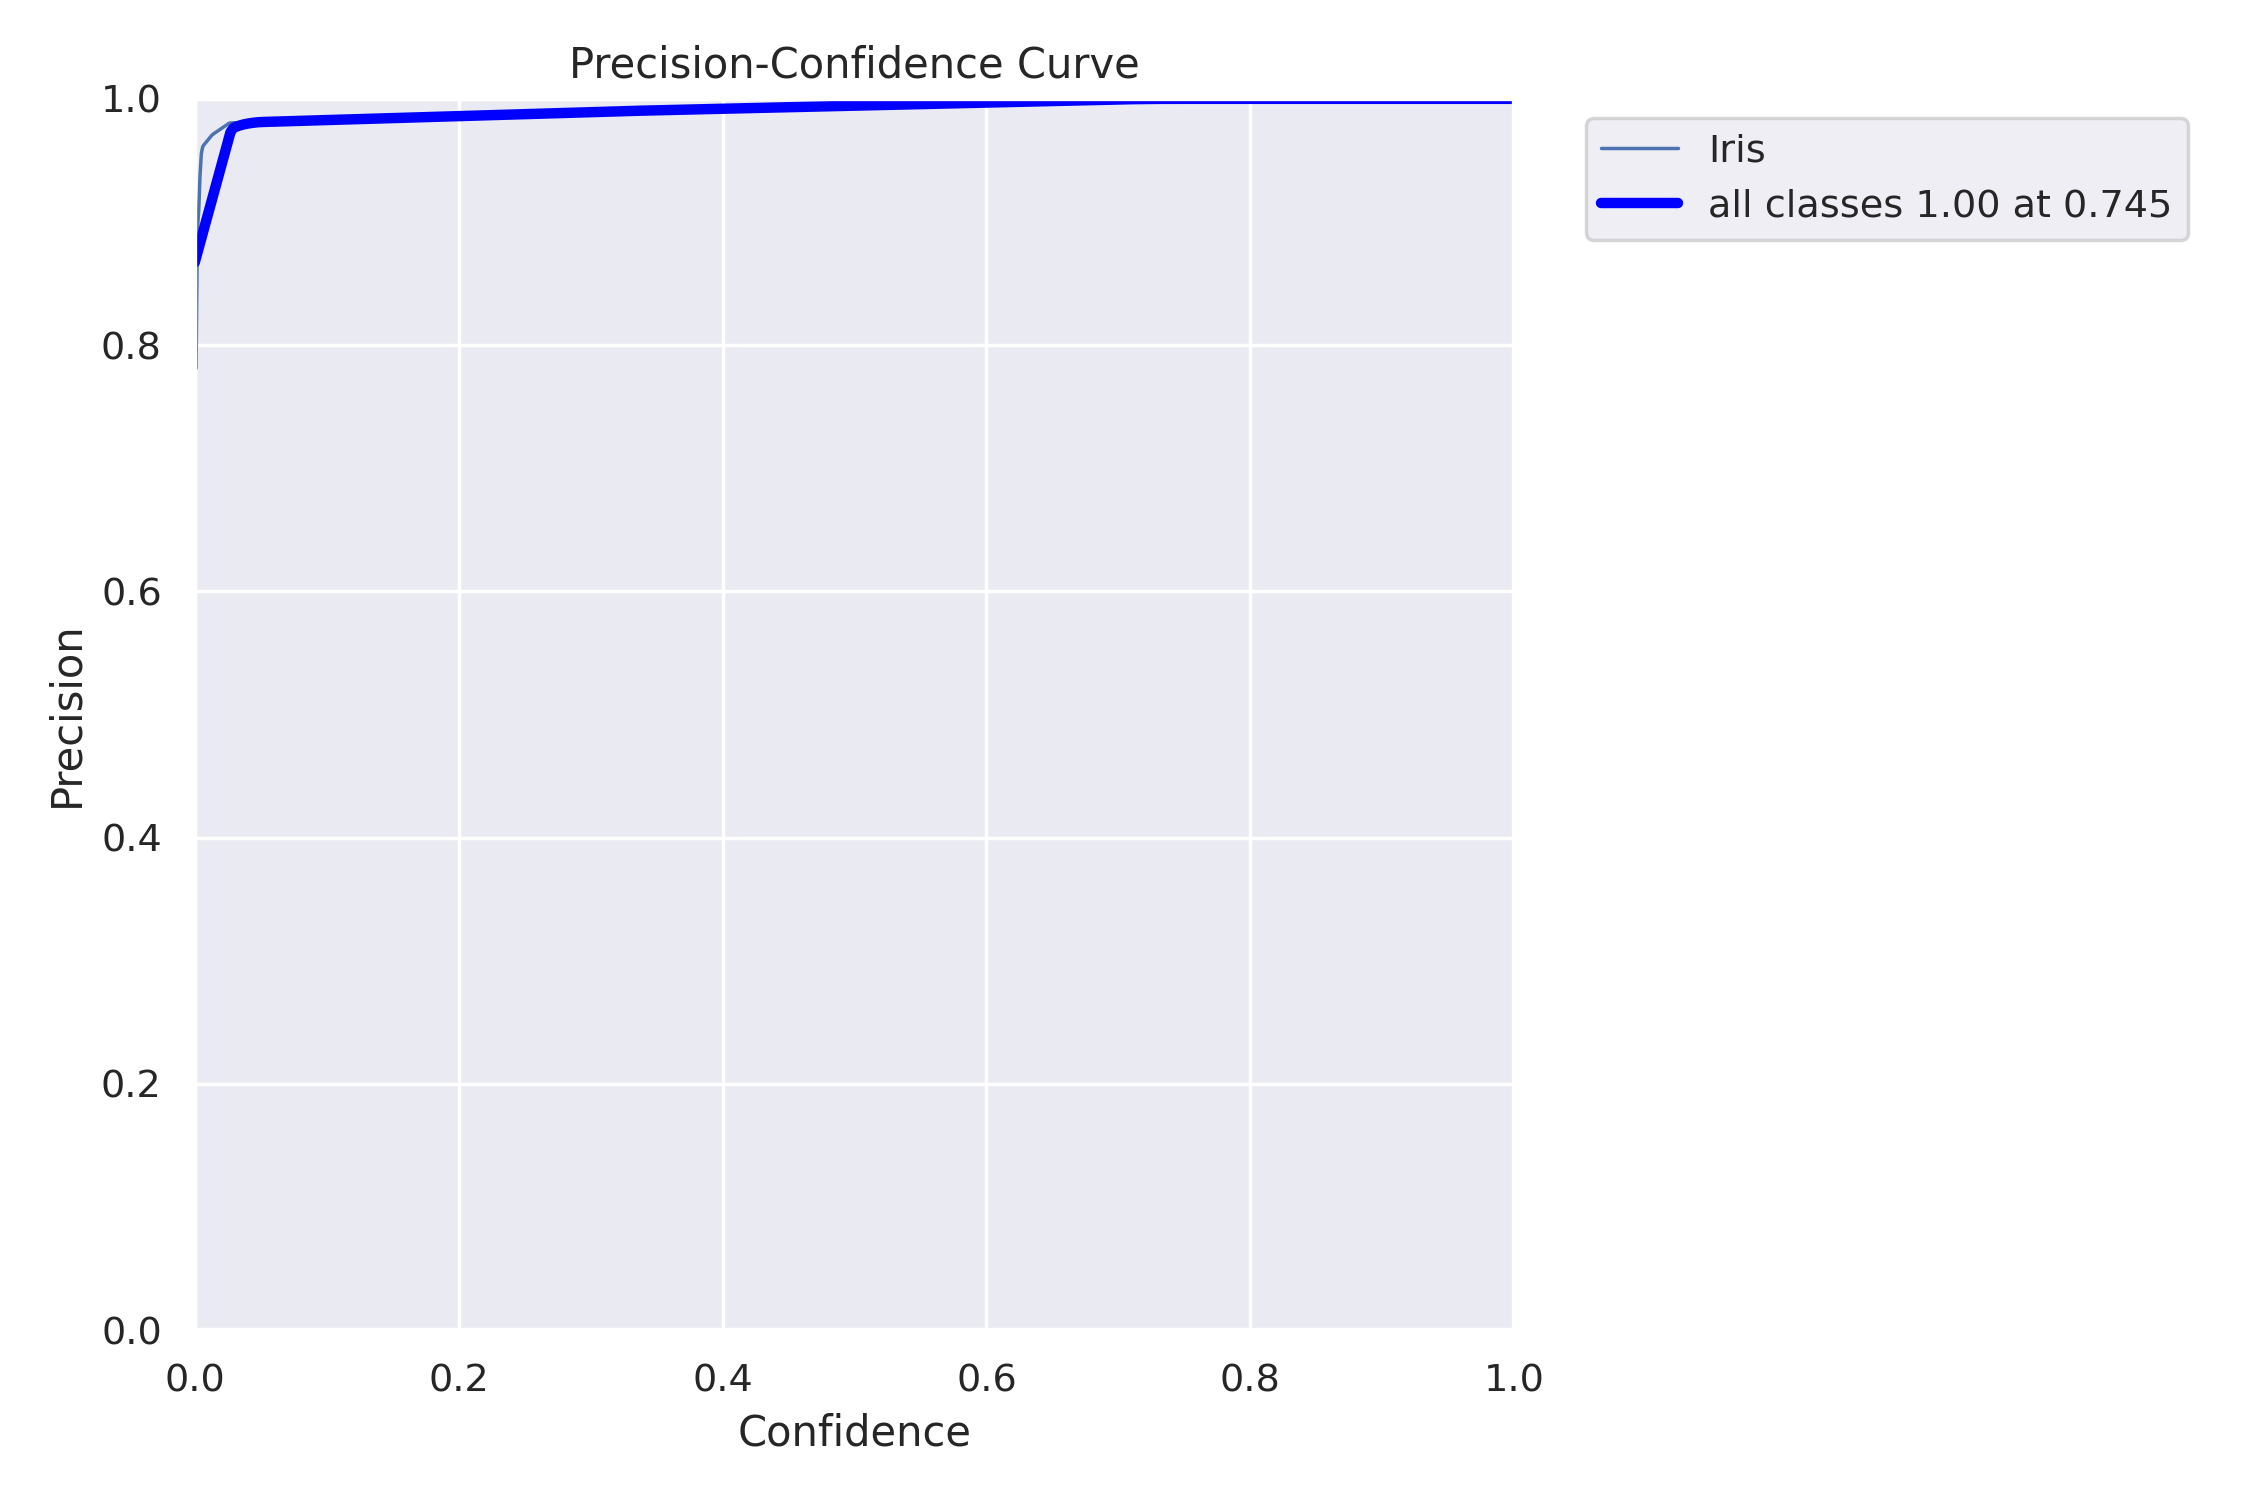 Precision-Confidence Curve
1.0
0.8
0.6
0.4
0.2
0.0
Precision
0.0 0.2 0.4 0.6 0.8 1.0
Confidence
Iris
all classes 1.00 at 0.745